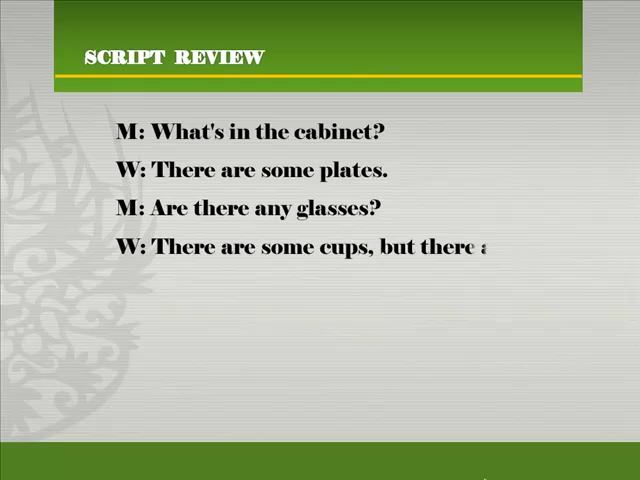 SCRIPT REVIEW
M: What's in the cabinet?
W: There are some plates.
M: Are there any glasses?
W: There are some cups, but there